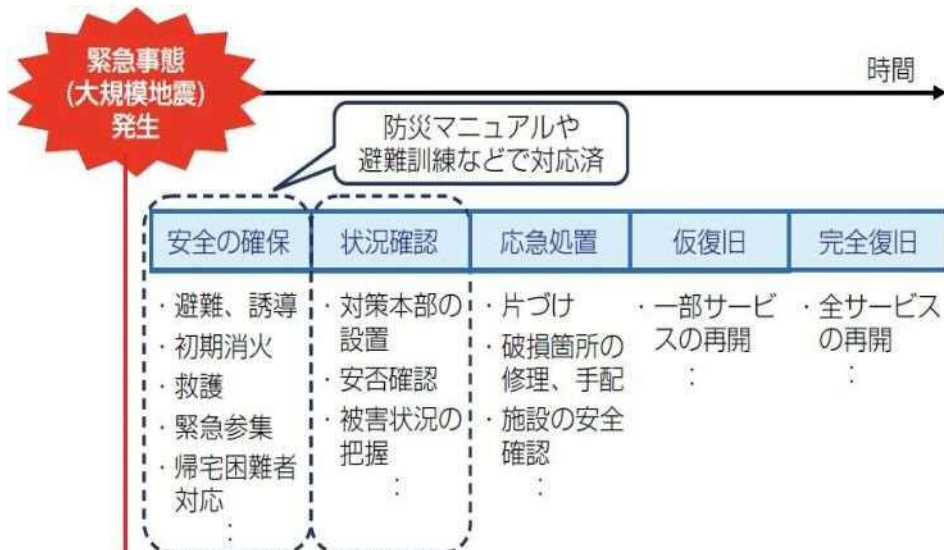 緊急事態
(大規模地震)
発生
時間
防災マニュアルや
避難訓練などで対応済
安全の確保
状況確認
応急処置
仮復旧
完全復旧
・避難、誘導
・初期消火
・救護
・緊急参集
・帰宅困難者
対応
:
・対策本部の
設置
・安否確認
・被害状況の
把握
:
・片づけ
・破損箇所の
修理、手配
・施設の安全
確認
:
・一部サービ
スの再開
:
・全サービス
の再開
: